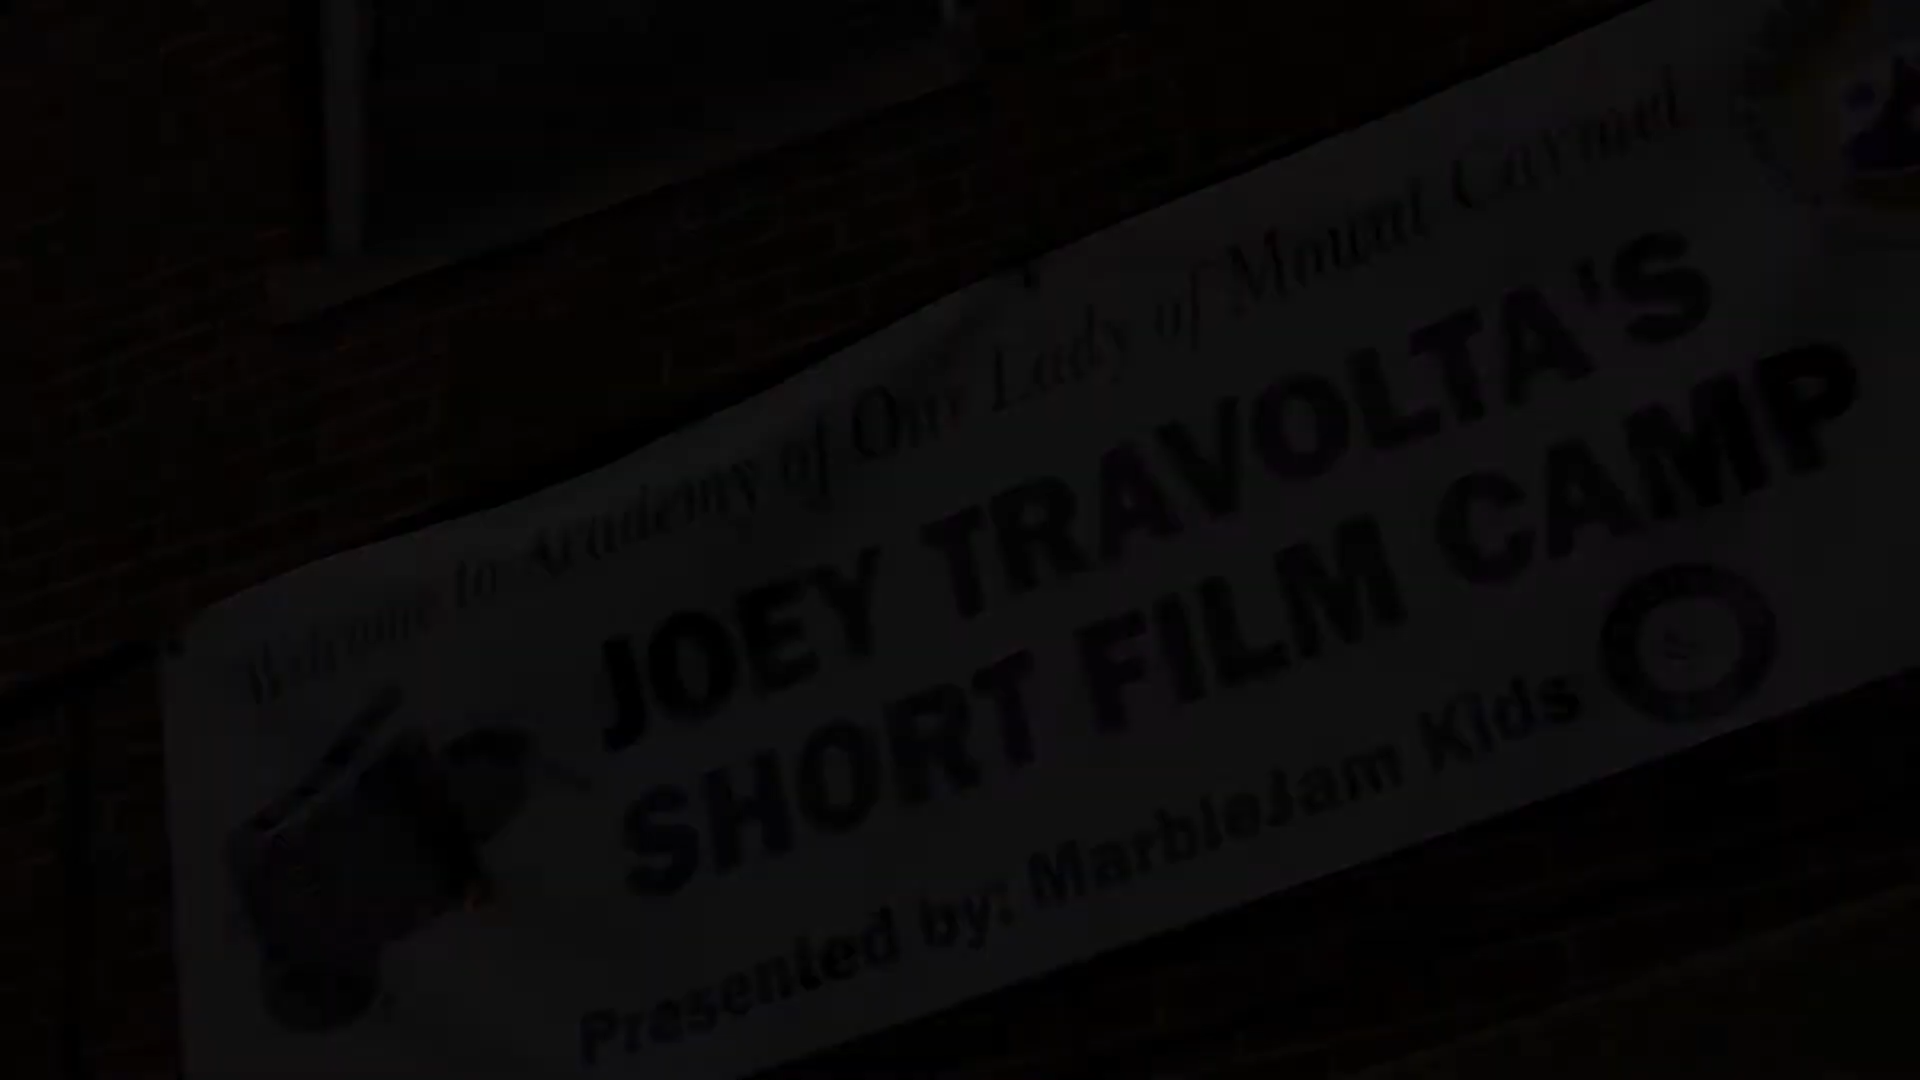 Welcome to Academy of Our Lady of Mount Carmel
JOEY TRAVOLTA'S
SHORT FILM CAMP
Presented by: MarbleJam Kids